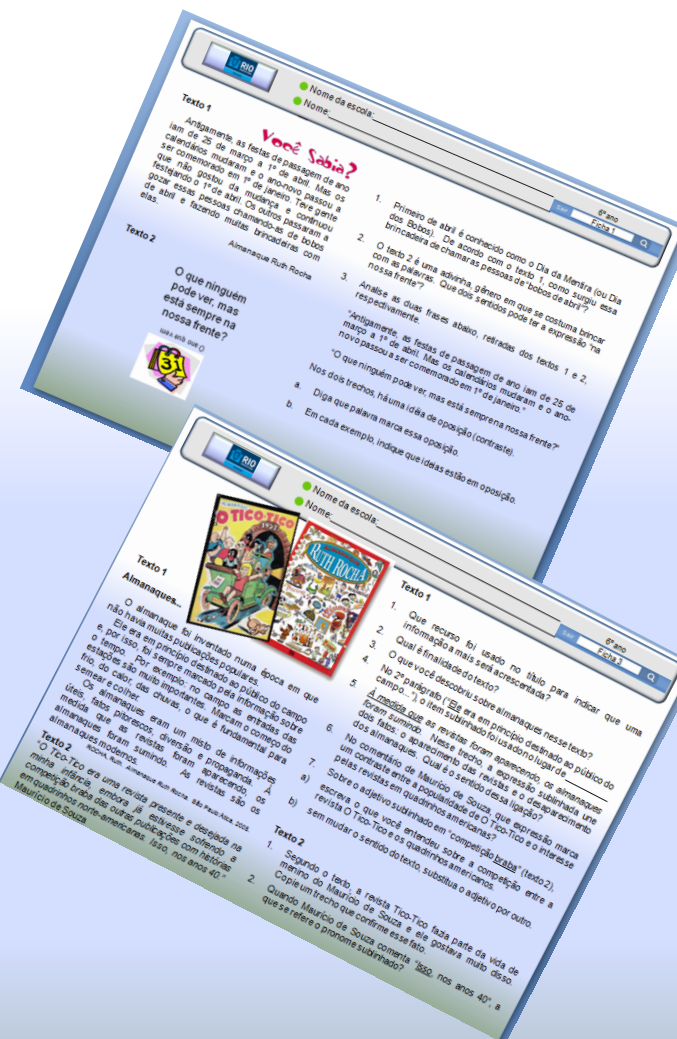 RIO
Nome da escola:
Nome:
6º ano
Ficha 1
Texto 1
Você Sabia?
Antigamente, as festas de passagem de ano
iam de 25 de março a 1º de abril. Mas os
calendários mudaram e o ano-novo passou a
ser comemorado em 1º de janeiro. Teve gente
que não gostou da mudança e continuou
festejando o 1º de abril. Os outros passaram a
gozar essas pessoas chamando-as de bobos
de abril e fazendo muitas brincadeiras com
elas.
Almanaque Ruth Rocha
Texto 2
O que ninguém
pode ver, mas
está sempre na
nossa frente?
O que que vem
31
1. Primeiro de abril é conhecido como o Dia da Mentira (ou Dia
dos Bobos). De acordo com o texto 1, como surgiu essa
brincadeira de chamar as pessoas de "bobos de abril"?
2. O texto 2 é uma adivinha, gênero em que se costuma brincar
com as palavras. Que dois sentidos pode ter a expressão "na
nossa frente"?
3. Analise as duas frases abaixo, retiradas dos textos 1 e 2,
respectivamente.
"Antigamente, as festas de passagem de ano iam de 25 de
março a 1º de abril. Mas os calendários mudaram e o ano-
novo passou a ser comemorado em 1º de janeiro."
"O que ninguém pode ver, mas está sempre na nossa frente?"
Nos dois trechos, há uma idéia de oposição (contraste).
a. Diga que palavra marca essa oposição.
b. Em cada exemplo, indique que ideias estão em oposição.
RIO
Nome da escola:
Nome:
6º ano
Ficha 3
O TICO-TICO
RUTH ROCHA
Texto 1
Almanaques...
O almanaque foi inventado numa época em que
não havia muitas publicações populares.
Ele era em princípio destinado ao público do campo
e, por isso, foi sempre marcado pela informação sobre
o tempo. Por exemplo, no campo as entradas das
estações são muito importantes. Marcam o começo do
frio, do calor, das chuvas, o que é fundamental para
semear e colher.
Os almanaques eram um misto de informações
úteis, fatos pitorescos, diversão e propaganda. À
medida que as revistas foram aparecendo, os
almanaques foram sumindo. As revistas são os
almanaques modernos.
ROCHA, Ruth. Almanaque Ruth Rocha. São Paulo:Ática, 2005.
Texto 2
"O Tico-Tico era uma revista presente e desejada na
minha infância, embora já estivesse sofrendo a
competição braba das outras publicações com histórias
em quadrinhos norte-americanas. Isso, nos anos 40."
Maurício de Souza.
Texto 1
1. Que recurso foi usado no título para indicar que uma
informação a mais será acrescentada?
2. Qual é finalidade do texto?
3. O que você descobriu sobre almanaques nesse texto?
4. No 2º parágrafo ("Ele era em princípio destinado ao público do
campo..."), o item sublinhado foi usado no lugar de
5. À medida que as revistas foram aparecendo, os almanaques
foram sumindo. Nesse trecho, a expressão sublinhada une
dois fatos: o aparecimento das revistas e o desaparecimento
dos almanaques. Qual é o sentido dessa ligação?
6. No comentário de Maurício de Souza, que expressão marca
um contraste entre a popularidade de O Tico-Tico e o interesse
pelas revistas em quadrinhos americanas?
7. Sobre o adjetivo sublinhado em "competição braba" (texto 2),
a) escreva o que você entendeu sobre a competição entre a
revista O Tico-Tico e os quadrinhos americanos.
b) sem mudar o sentido do texto, substitua o adjetivo por outro.
Texto 2
1. Segundo o texto, a revista Tico-Tico fazia parte da vida de
menino do Maurício de Souza e ele gostava muito disso.
Copie um trecho que confirme esse fato.
2. Quando Maurício de Souza comenta "Isso, nos anos 40", a
que se refere o pronome sublinhado?